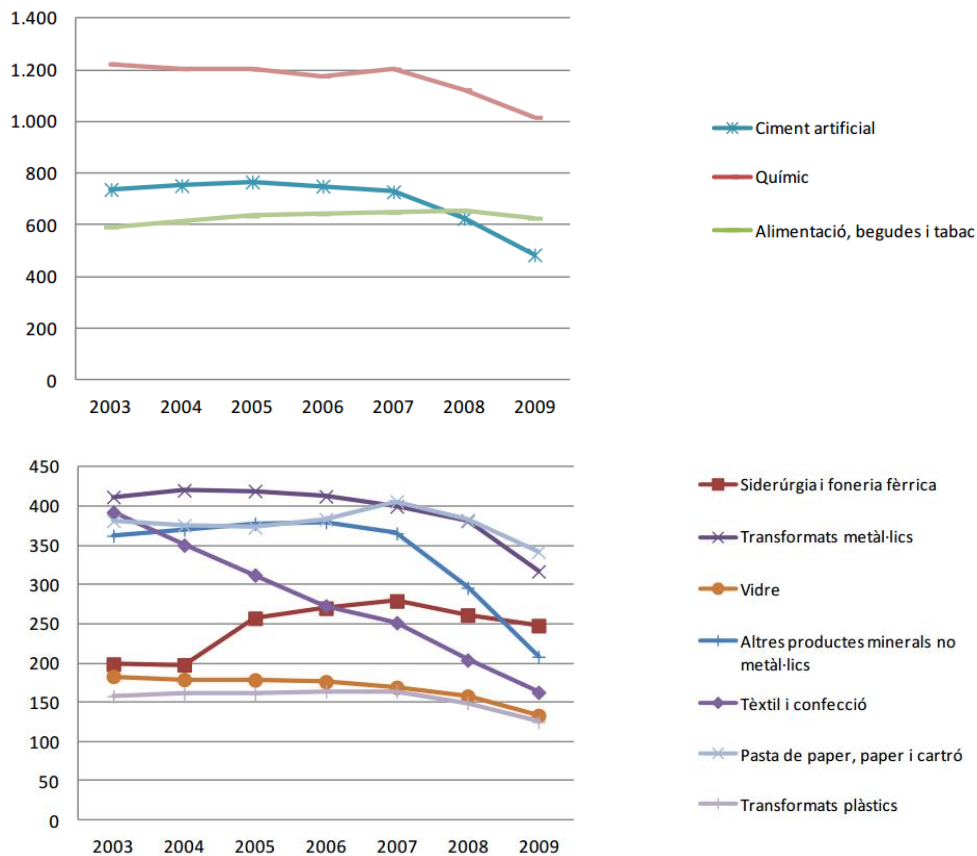 1.400
1.200
1.000
800
600
400
200
0
2003 2004 2005 2006 2007 2008 2009
Ciment artificial
Químic
Alimentació, begudes i tabac
450
400
350
300
250
200
150
100
50
0
2003 2004 2005 2006 2007 2008 2009
Siderúrgia i foneria fèrrica
Transformats metàl·lics
Vidre
Altres productes minerals no
metàl·lics
Tèxtil i confecció
Pasta de paper, paper i cartró
Transformats plàstics